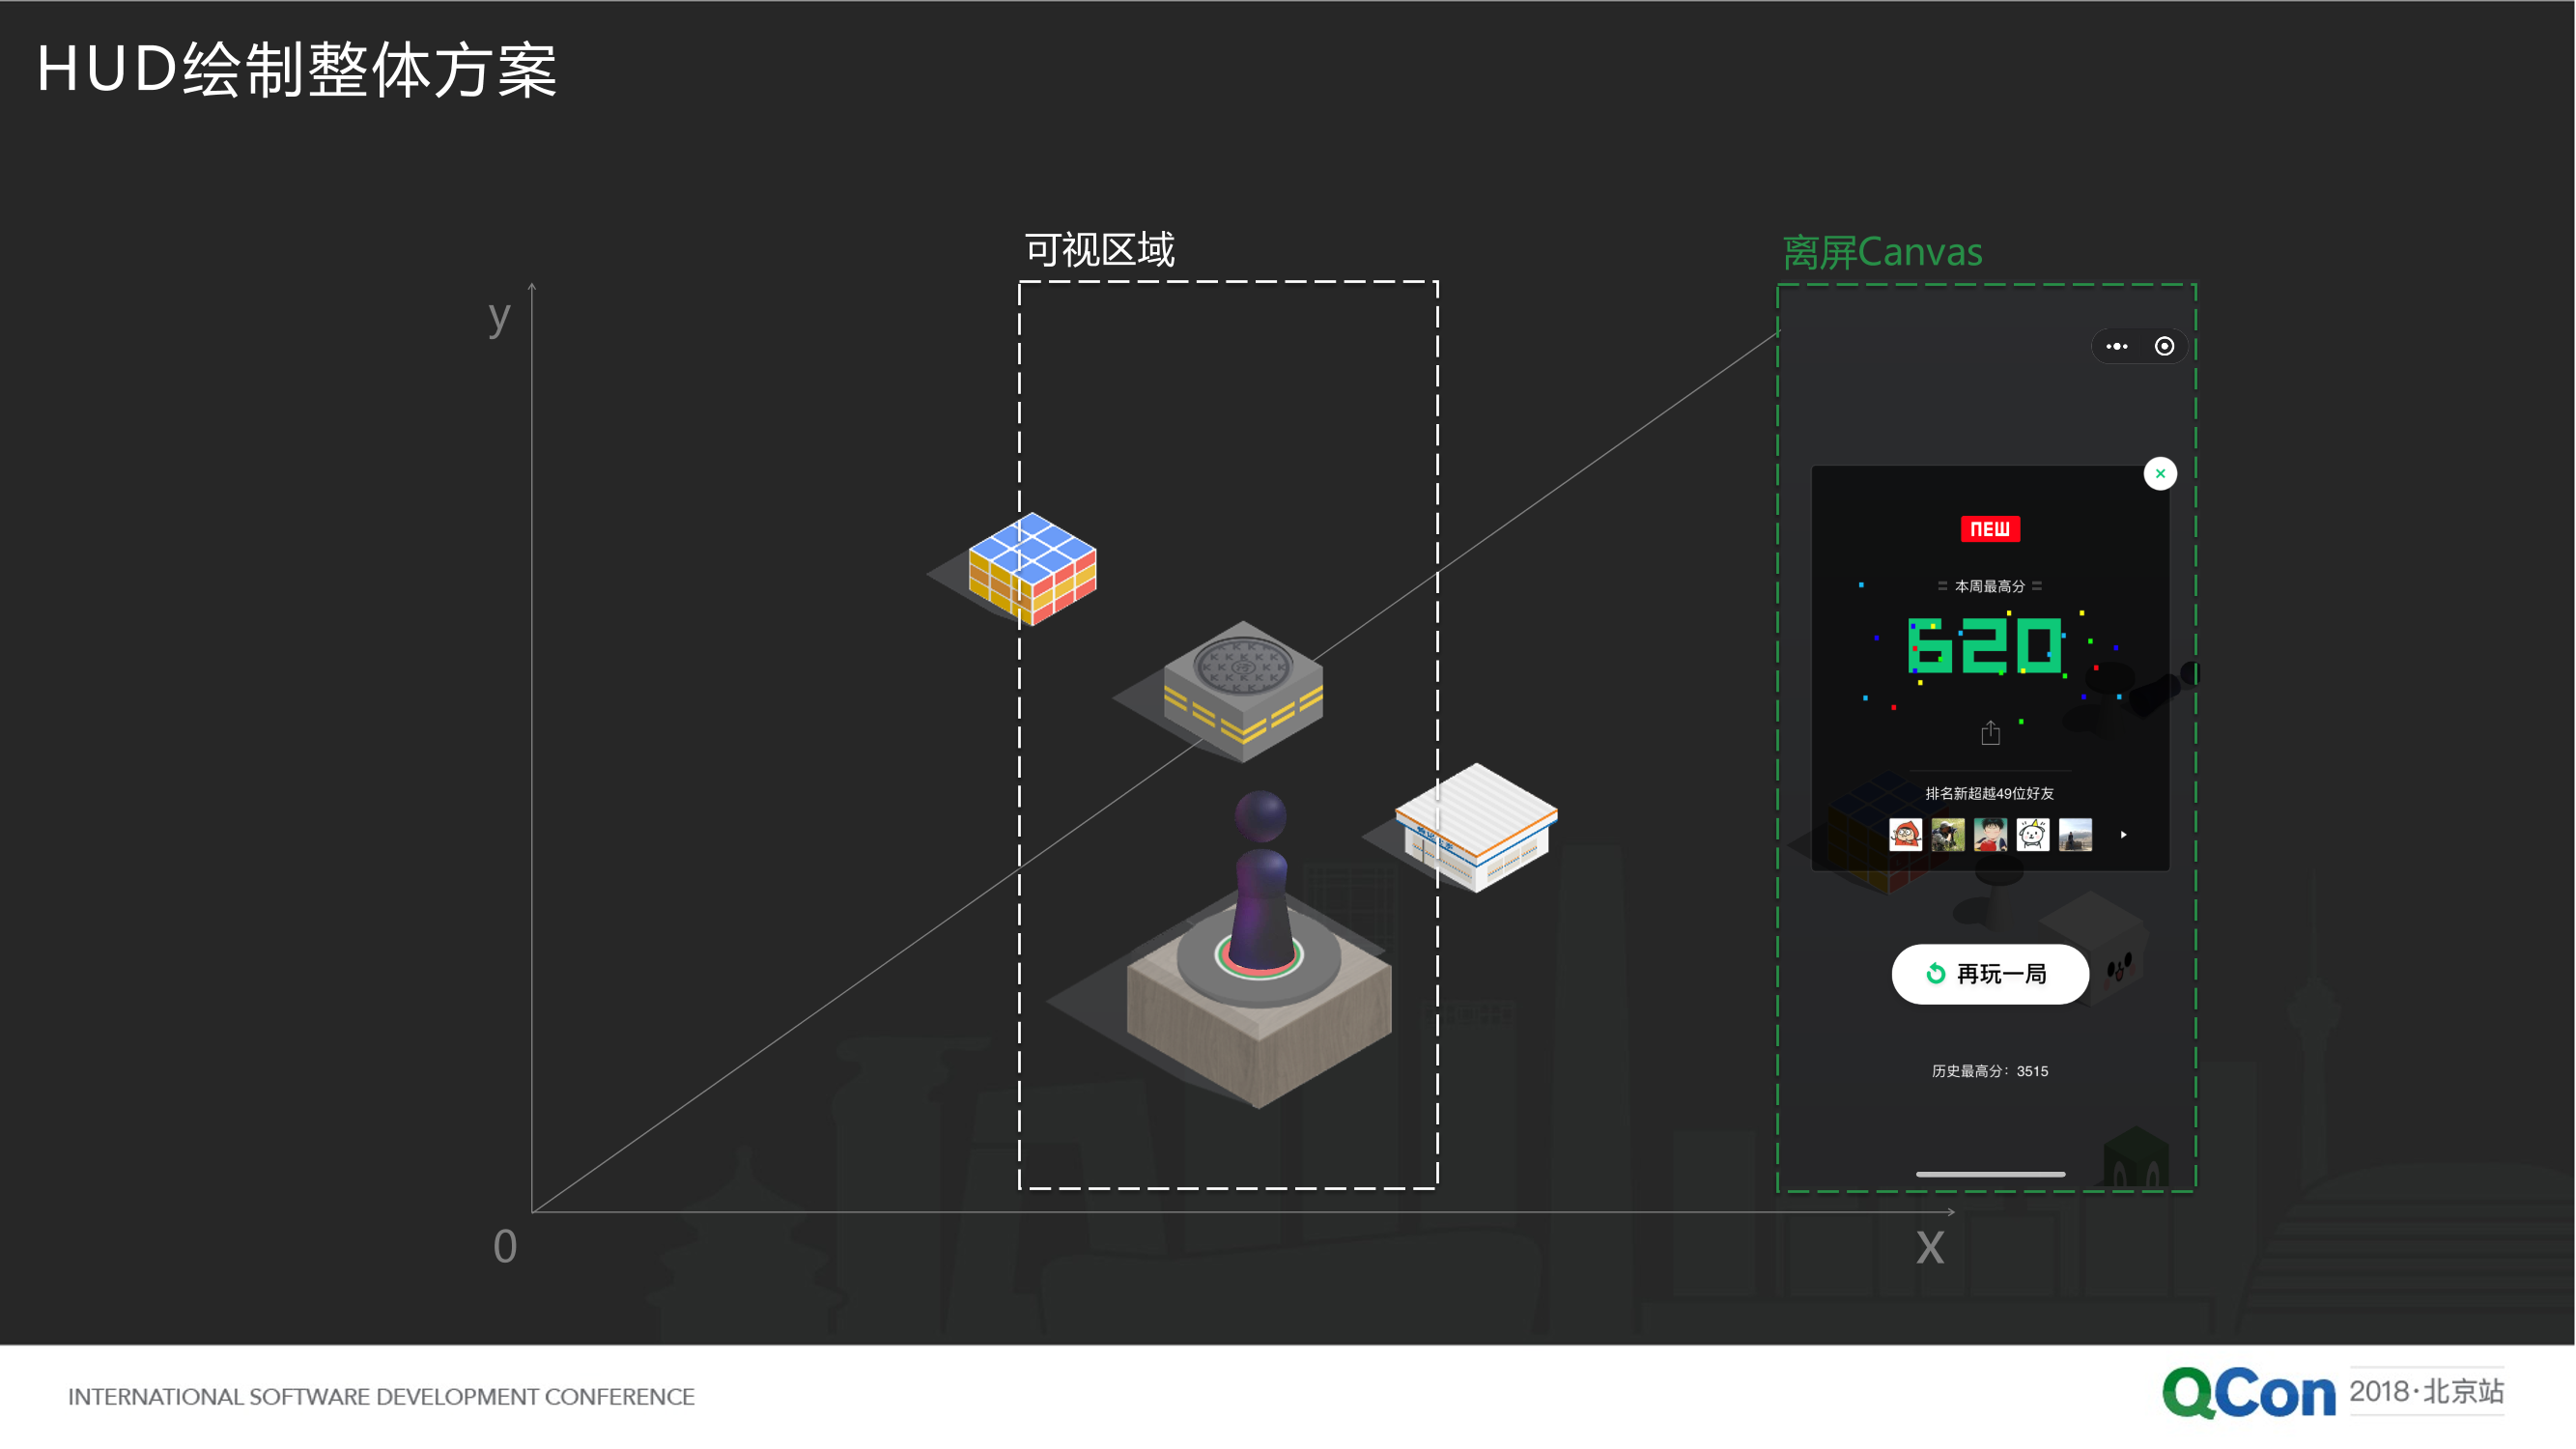 HUD绘制整体方案
可视区域
离屏Canvas
y
NEW
本周最高分
620
排名新超越49位好友
再玩一局
历史最高分：3515
0
X
INTERNATIONAL SOFTWARE DEVELOPMENT CONFERENCE
QCon 2018·北京站